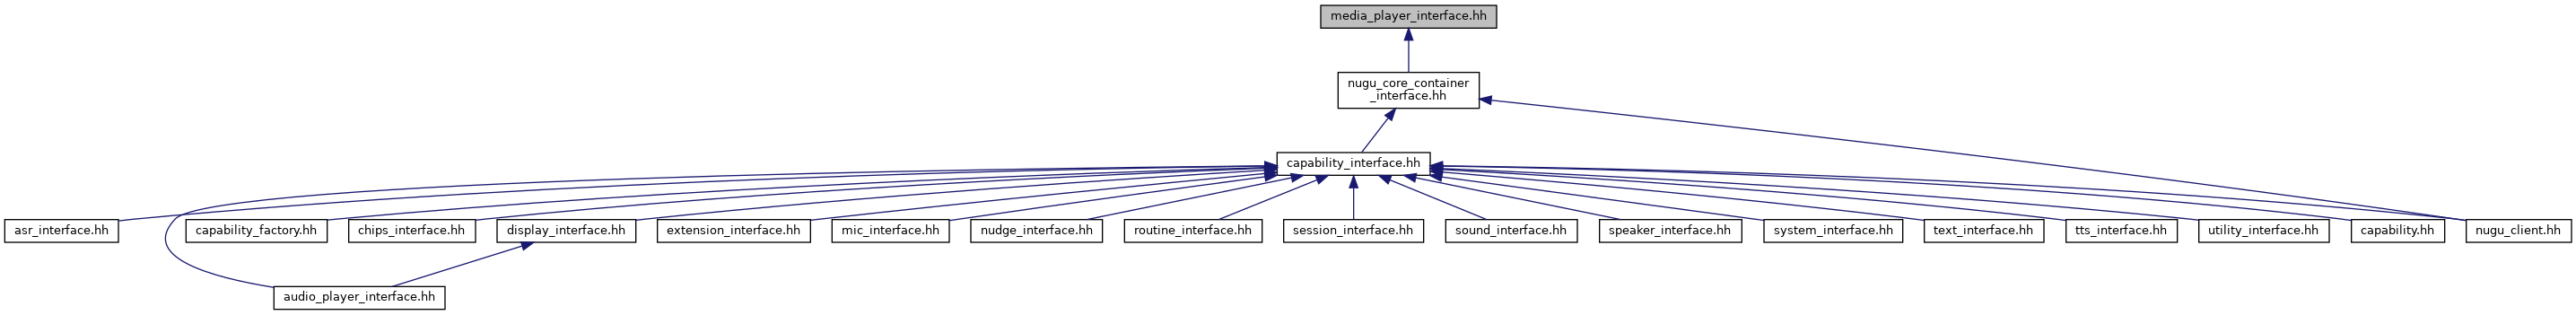 media_player_interface.hh
nugu_core_container
_interface.hh
capability_interface.hh
asr_interface.hh
capability_factory.hh
chips_interface.hh
display_interface.hh
extension_interface.hh
mic_interface.hh
nudge_interface.hh
routine_interface.hh
session_interface.hh
sound_interface.hh
speaker_interface.hh
system_interface.hh
text_interface.hh
tts_interface.hh
utility_interface.hh
capability.hh
nugu_client.hh
audio_player_interface.hh